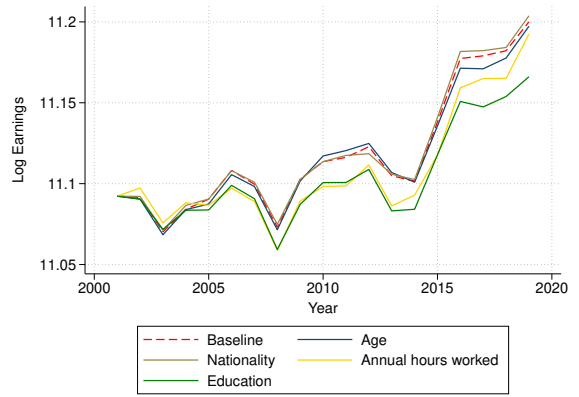 11.2
11.15
11.1
11.05
Log Earnings
2000 2005 2010 2015 2020
Year
Baseline Age
Nationality Annual hours worked
Education